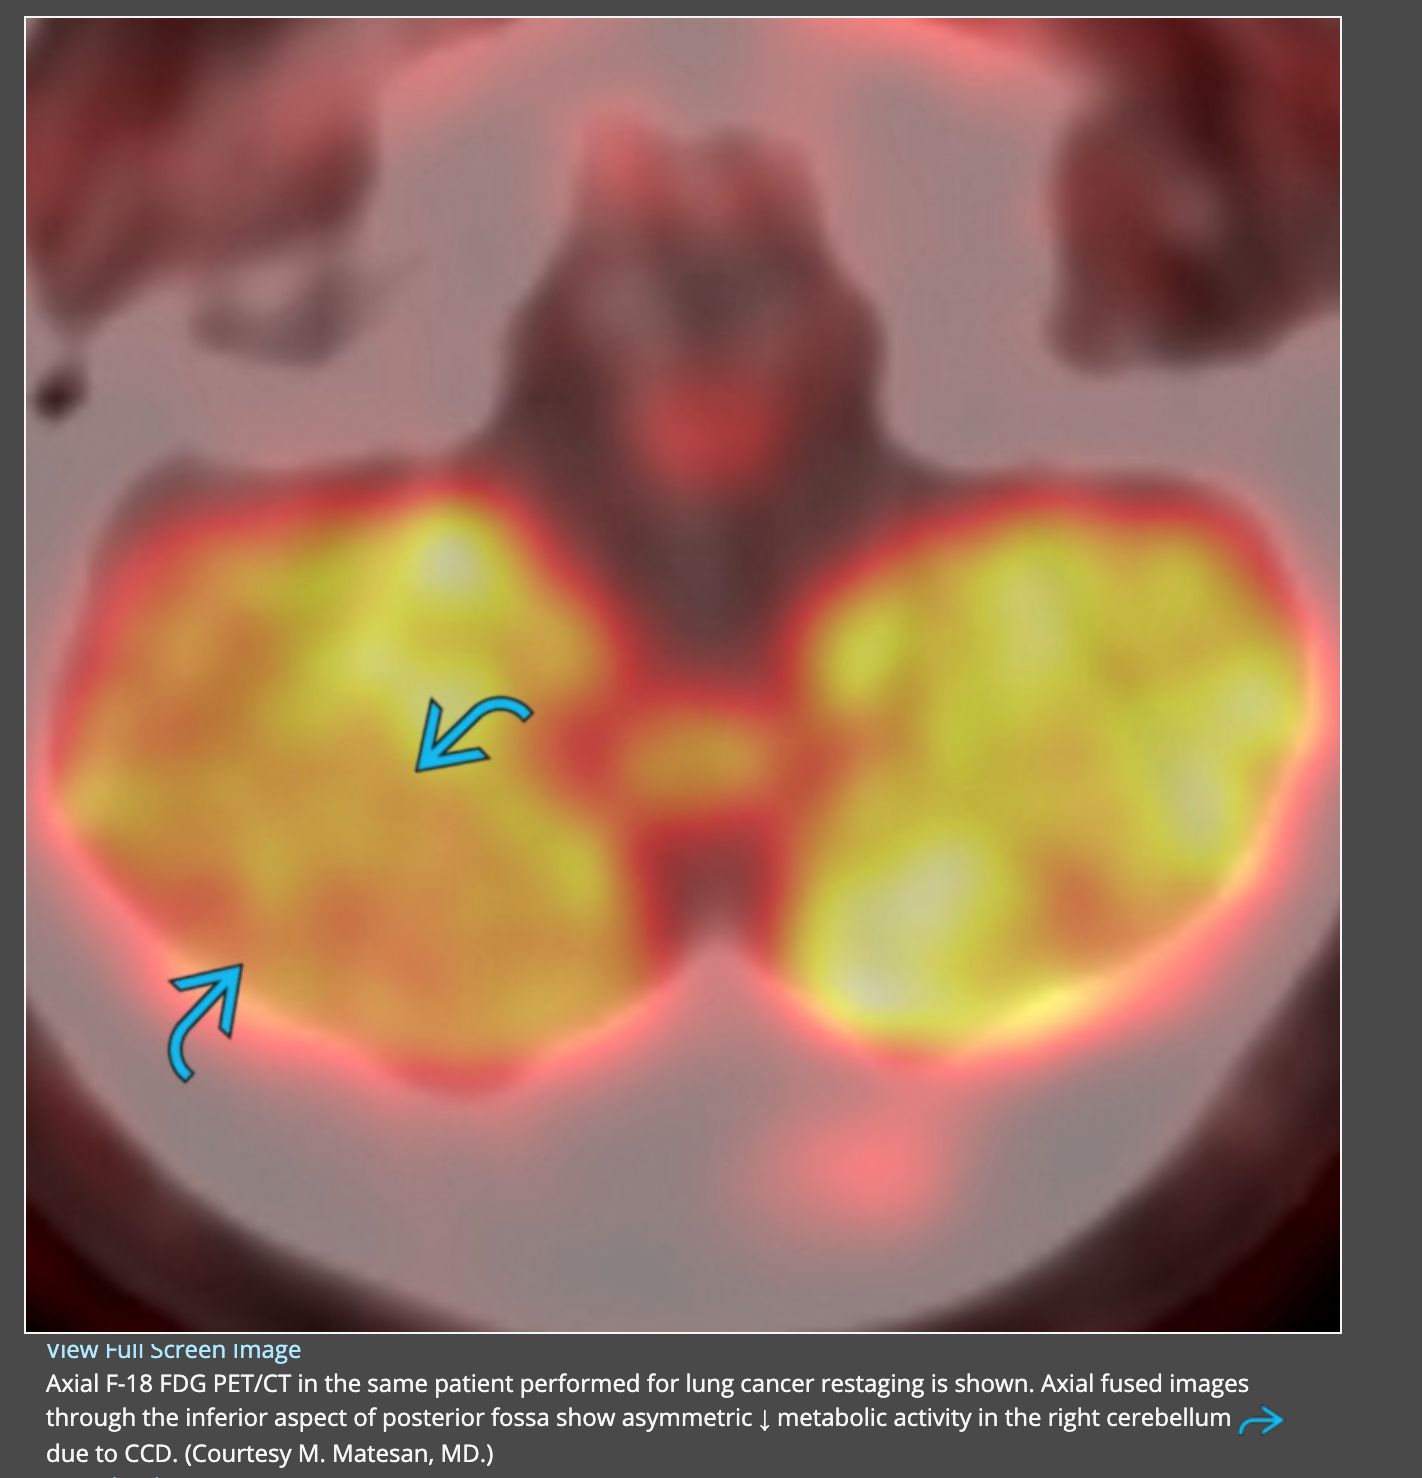 View Full Screen Image
Axial F-18 FDG PET/CT in the same patient performed for lung cancer restaging is shown. Axial fused images
through the inferior aspect of posterior fossa show asymmetric ↓ metabolic activity in the right cerebellum
due to CCD. (Courtesy M. Matesan, MD.)